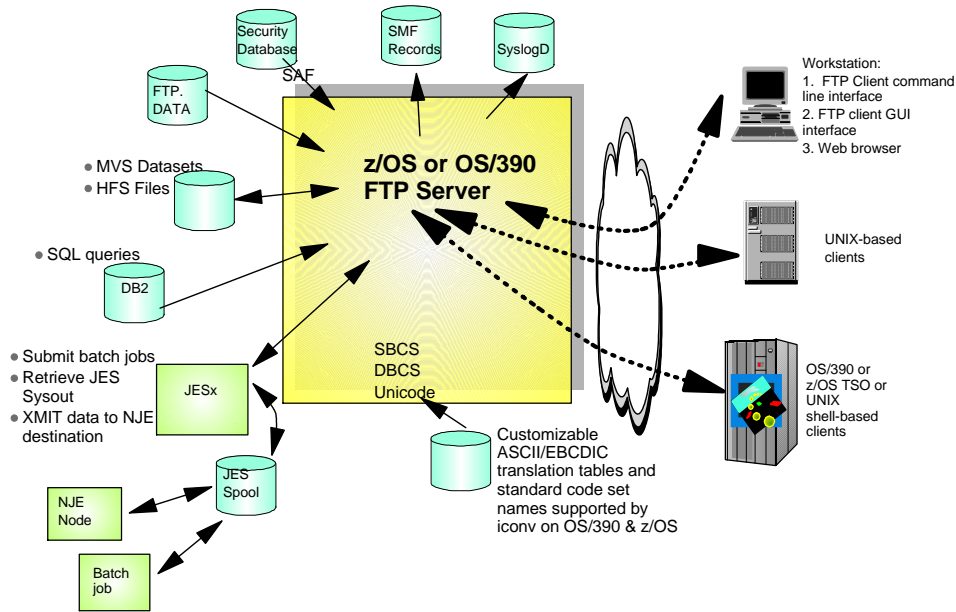 Security
Database
SAF
SMF
Records
SyslogD
FTP.
DATA
Workstation:
1. FTP Client command
line interface
2. FTP client GUI
interface
3. Web browser
z/OS or OS/390
FTP Server
MVS Datasets
HFS Files
UNIX-based
clients
SQL queries
DB2
SBCS
DBCS
Unicode
Submit batch jobs
Retrieve JES
Sysout
XMIT data to NJE
destination
JESx
OS/390 or
z/OS TSO or
UNIX
shell-based
clients
Customizable
ASCII/EBCDIC
translation tables and
standard code set
names supported by
iconv on OS/390 & z/OS
JES
Spool
NJE
Node
Batch
job